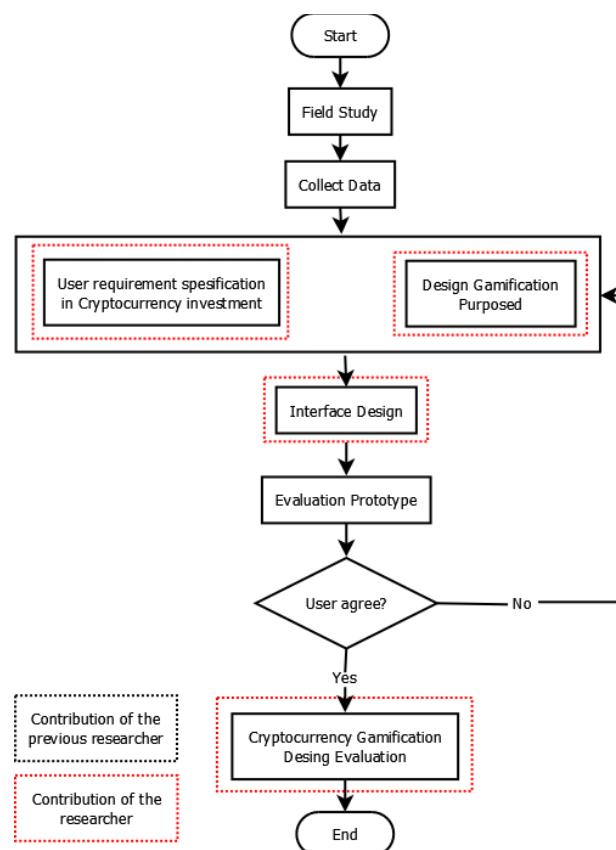 Start
Field Study
Collect Data
User requirement spesification
in Cryptocurrency investment
Design Gamification
Purposed
Interface Design
Evaluation Prototype
User agree?
No
Yes
Cryptocurrency Gamification
Desing Evaluation
End
Contribution of the
previous researcher
Contribution of the
researcher